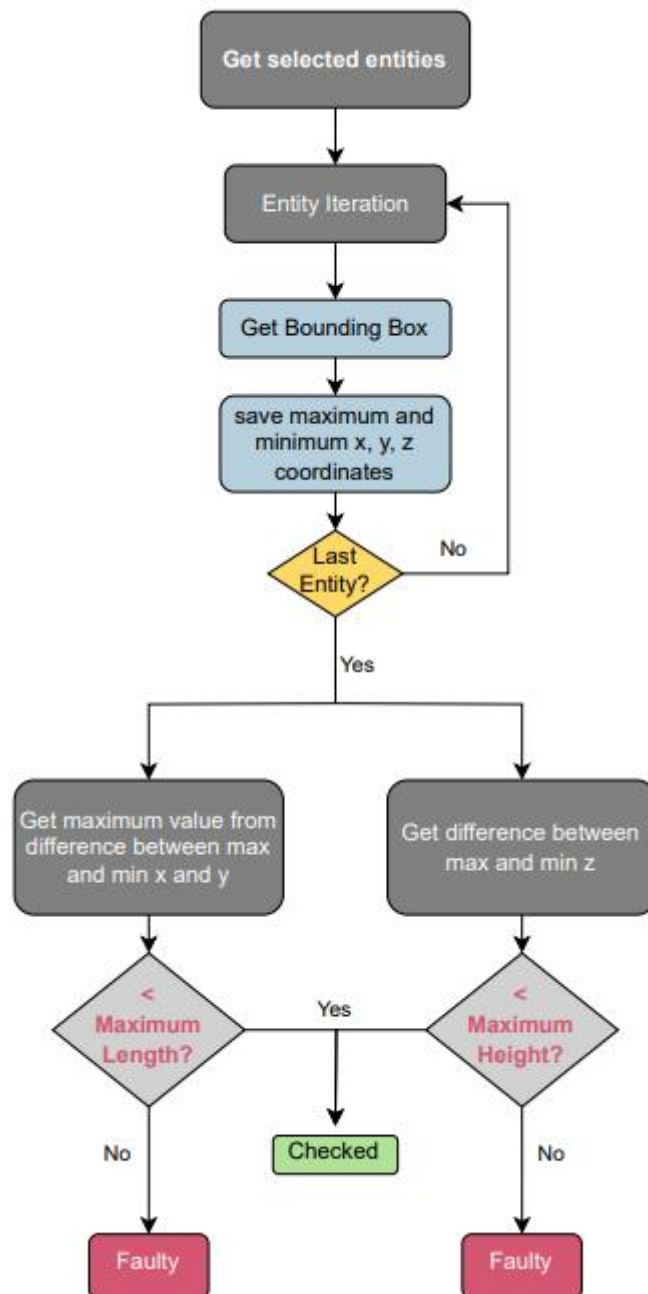 Get selected entities
Entity Iteration
Get Bounding Box
save maximum and
minimum x, y, z
coordinates
Last
Entity?
No
Yes
Get maximum value from
difference between max
and min x and y
Get difference between
max and min z
<
Maximum
Length?
Yes
<
Maximum
Height?
No
Checked
No
Faulty
Faulty